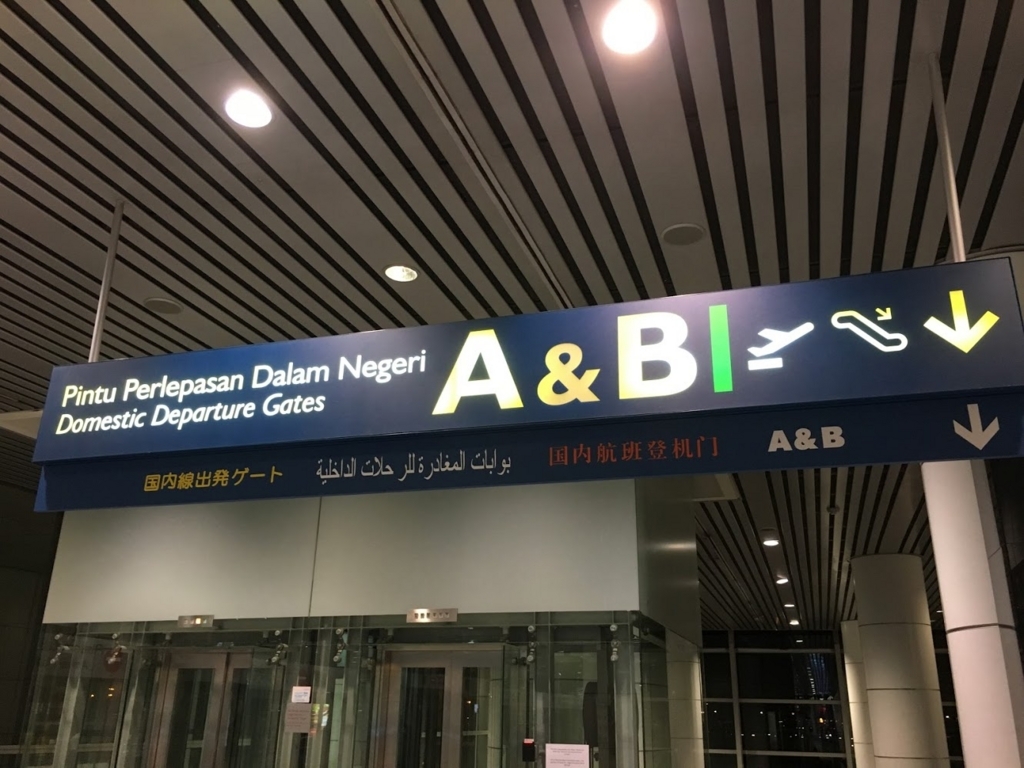 Pintu Perlepasan Dalam Negeri
Domestic Departure Gates
A & B
国内線出発ゲート
بوابات المغادرة للرحلات الداخلية
国内航班登机门
A&B